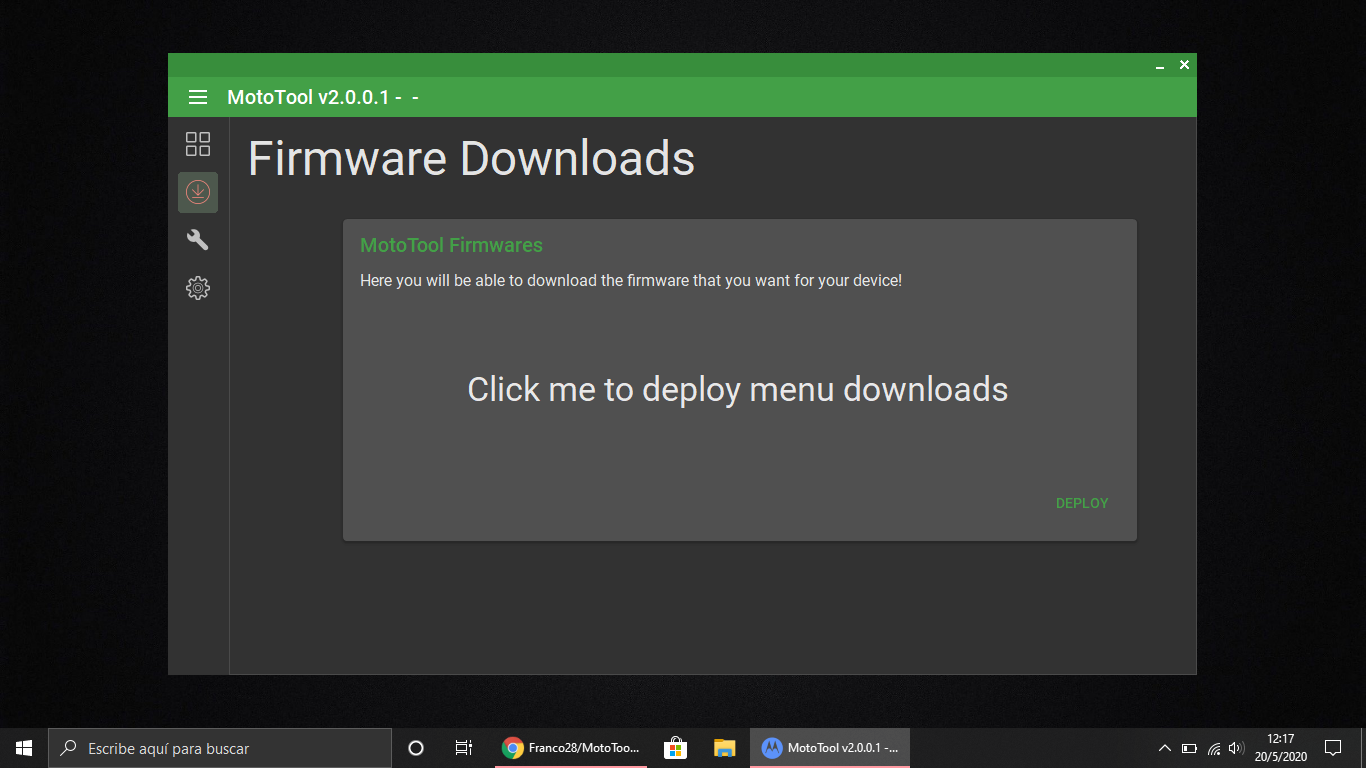 MotoTool v2.0.0.1 -  -
Firmware Downloads
MotoTool Firmwares
Here you will be able to download the firmware that you want for your device!
Click me to deploy menu downloads
DEPLOY
Escribe aquí para buscar
Franco28/MotoToo...
MotoTool v2.0.0.1 -...
12:17
20/5/2020